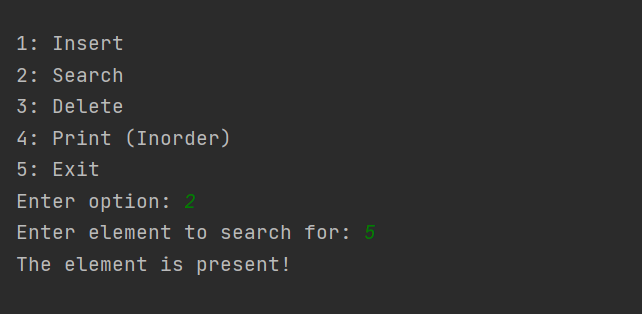 1: Insert
2: Search
3: Delete
4: Print (Inorder)
5: Exit
Enter option: 2
Enter element to search for: 5
The element is present!